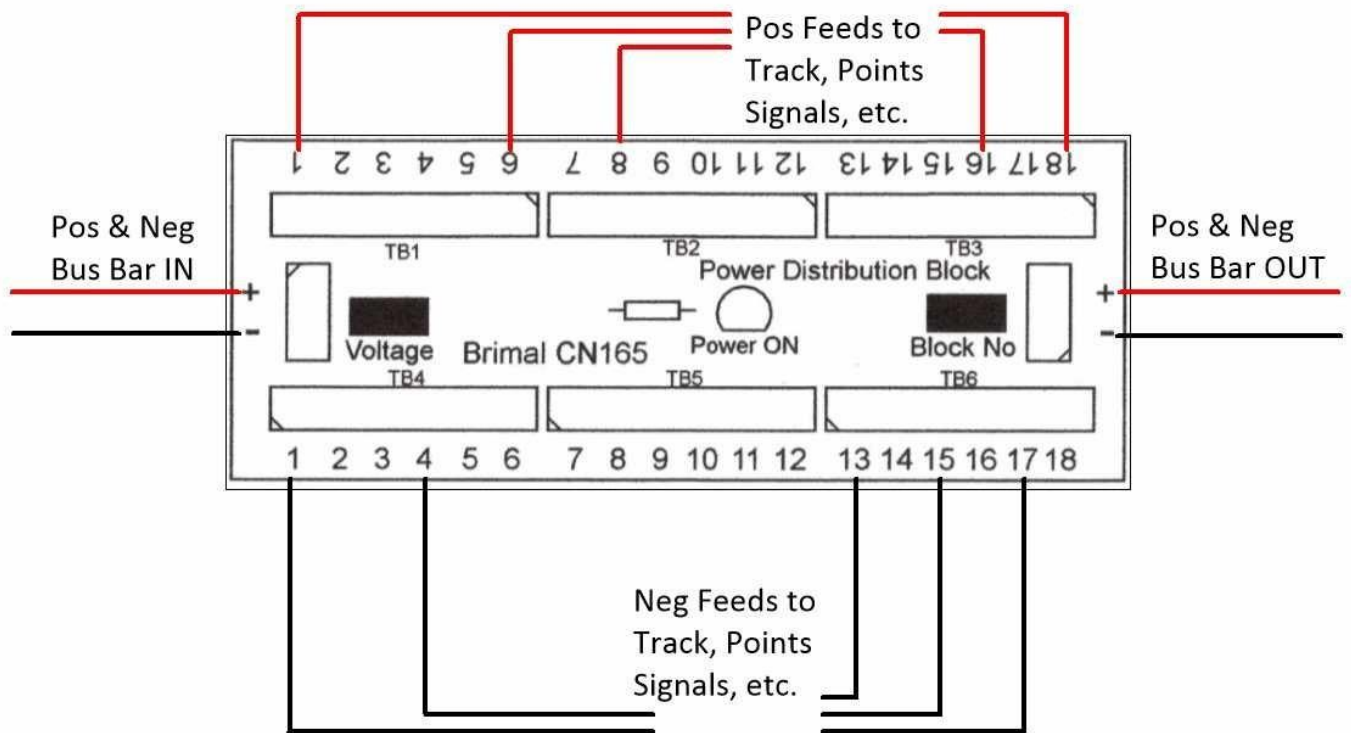 Pos Feeds to
Track, Points
Signals, etc.
1 2 3 4 5 6 7 8 9 10 11 12 13 14 15 16 17 18
TB1 TB2 TB3
Pos & Neg
Bus Bar IN
+
-
Power Distribution Block
Voltage
Brimal CN165
Power ON
Block No
+
-
Pos & Neg
Bus Bar OUT
TB4 TB5 TB6
1 2 3 4 5 6 7 8 9 10 11 12 13 14 15 16 17 18
Neg Feeds to
Track, Points
Signals, etc.